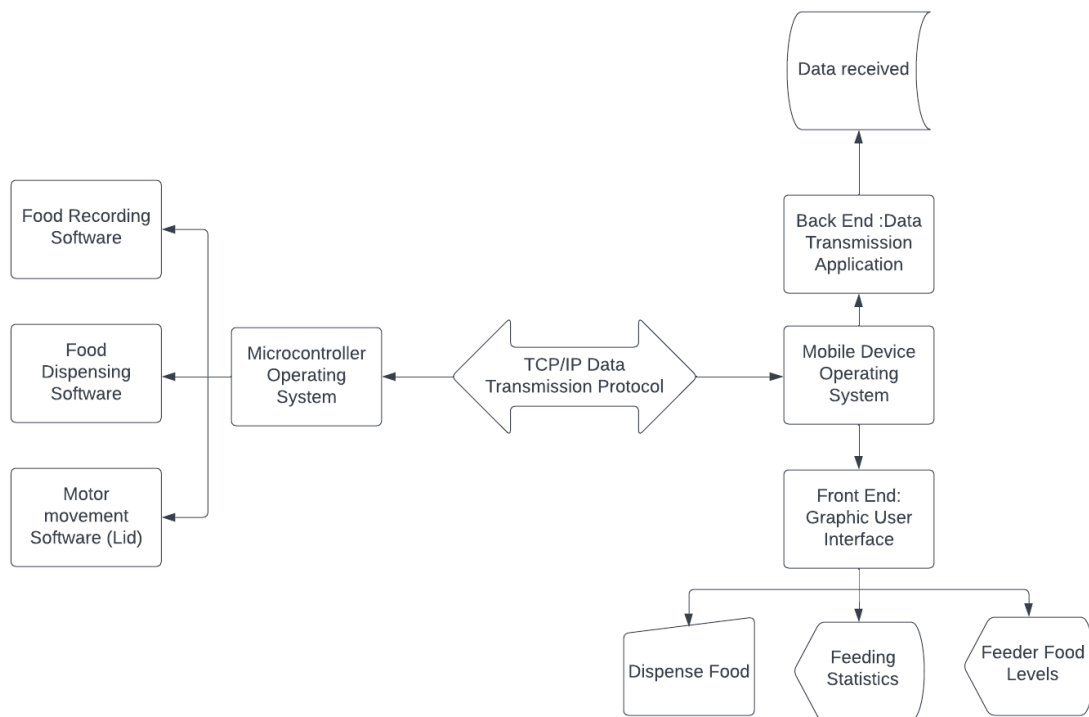 Data received
Food Recording
Software
Back End :Data
Transmission
Application
Food
Dispensing
Software
Microcontroller
Operating
System
TCP/IP Data
Transmission Protocol
Mobile Device
Operating
System
Motor
movement
Software (Lid)
Front End:
Graphic User
Interface
Dispense Food
Feeding
Statistics
Feeder Food
Levels